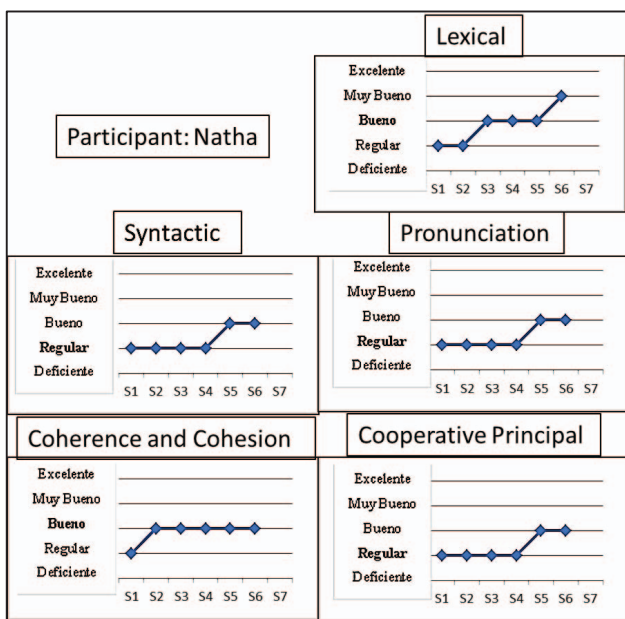 Lexical
Participant: Natha
Excelente
Muy Bueno
Bueno
Regular
Deficiente
S1 S2 S3 S4 S5 S6 S7
Syntactic
Excelente
Muy Bueno
Bueno
Regular
Deficiente
S1 S2 S3 S4 S5 S6 S7
Pronunciation
Excelente
Muy Bueno
Bueno
Regular
Deficiente
S1 S2 S3 S4 S5 S6 S7
Coherence and Cohesion
Excelente
Muy Bueno
Bueno
Regular
Deficiente
S1 S2 S3 S4 S5 S6 S7
Cooperative Principal
Excelente
Muy Bueno
Bueno
Regular
Deficiente
S1 S2 S3 S4 S5 S6 S7